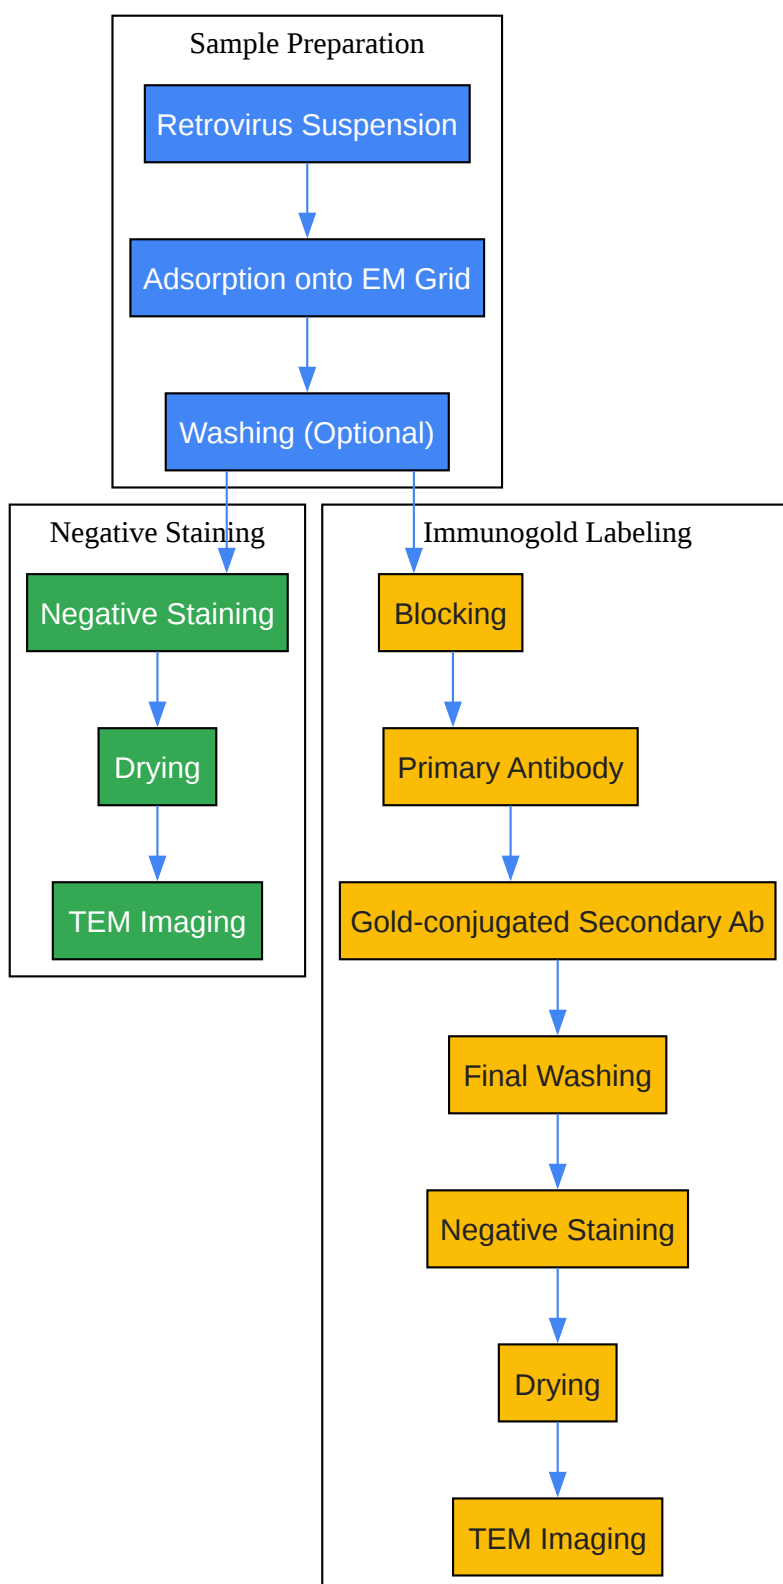 Sample Preparation
Retrovirus Suspension
Adsorption onto EM Grid
Washing (Optional)
Negative Staining
Negative Staining
Drying
TEM Imaging
Immunogold Labeling
Blocking
Primary Antibody
Gold-conjugated Secondary Ab
Final Washing
Negative Staining
Drying
TEM Imaging